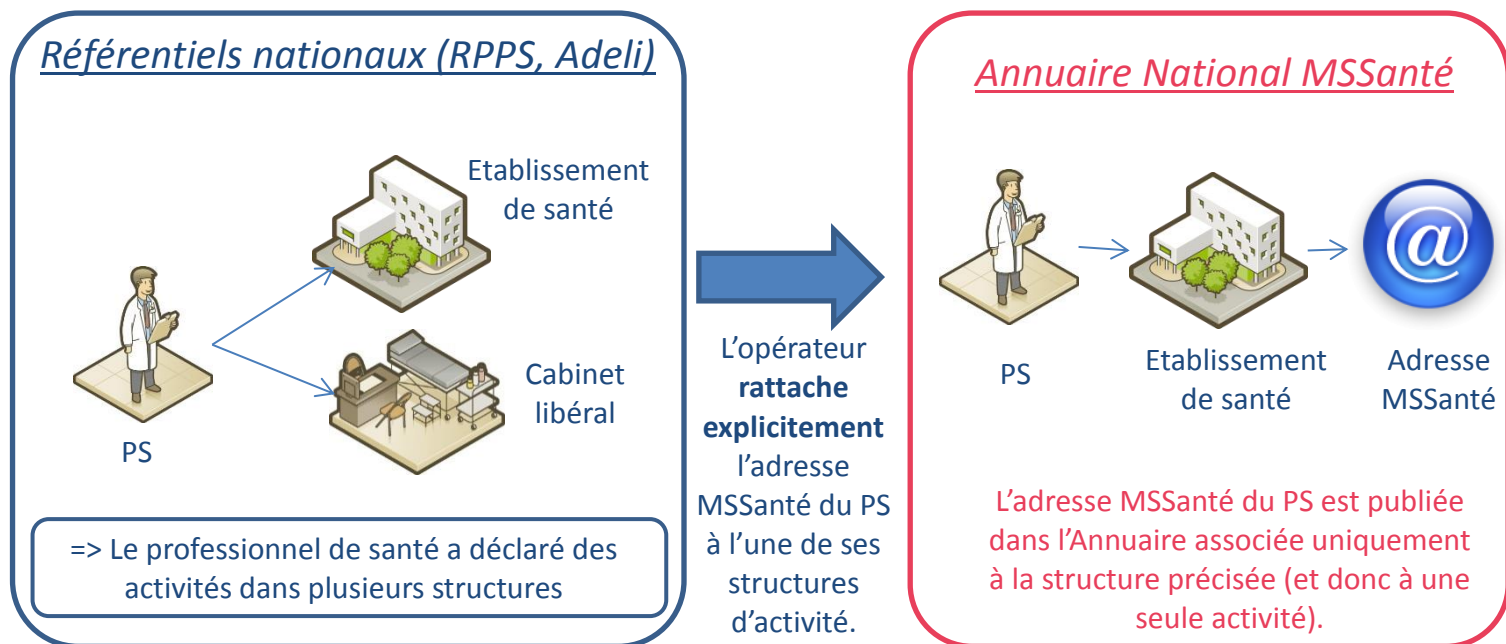 Référentiels nationaux (RPPS, Adeli)
Etablissement
de santé
PS
Cabinet
libéral
=> Le professionnel de santé a déclaré des
activités dans plusieurs structures
L’opérateur
rattache
explicitement
l’adresse
MSSanté du PS
à l’une de ses
structures
d’activité.
Annuaire National MSSanté
@
PS
Etablissement
de santé
Adresse
MSSanté
L’adresse MSSanté du PS est publiée
dans l’Annuaire associée uniquement
à la structure précisée (et donc à une
seule activité).